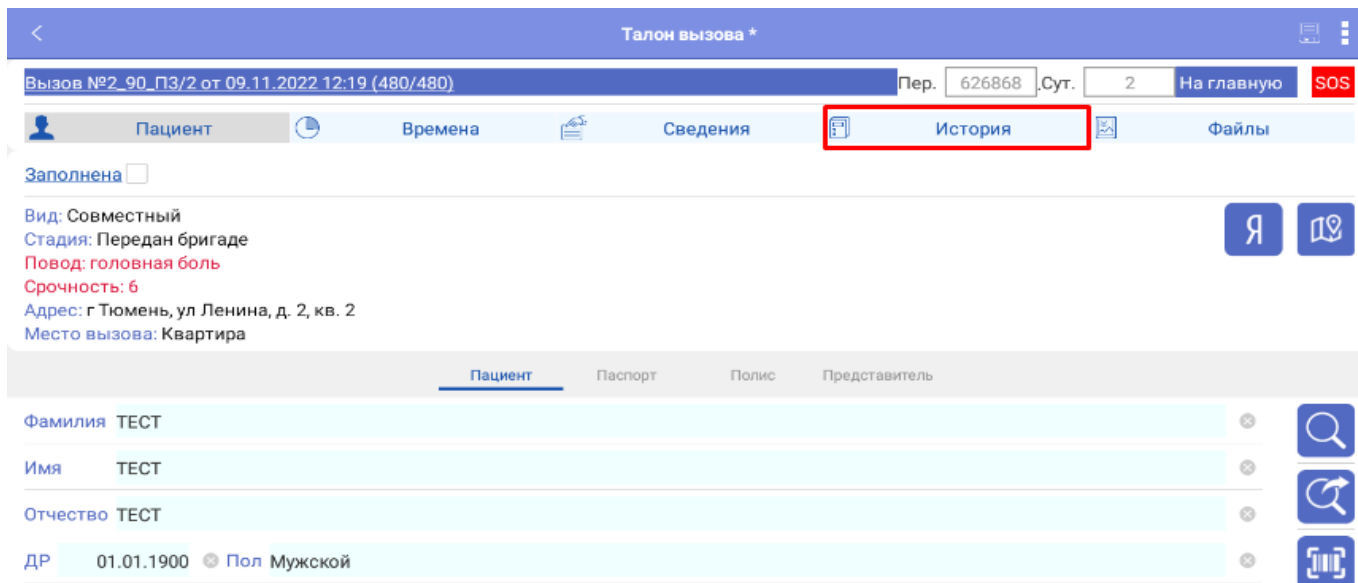 Талон вызова *
Вызов №2_90_ПЗ/2 от 09.11.2022 12:19 (480/480) Пер. 626868 .Сут. 2 На главную SOS
Пациент Времена Сведения История Файлы
Заполнена
Вид: Совместный
Стадия: Передан бригаде
Повод: головная боль
Срочность: 6
Адрес: г Тюмень, ул Ленина, д. 2, кв. 2
Место вызова: Квартира
Я
Пациент Паспорт Полис Представитель
Фамилия ТЕСТ
Имя ТЕСТ
Отчество ТЕСТ
ДР 01.01.1900 Пол Мужской